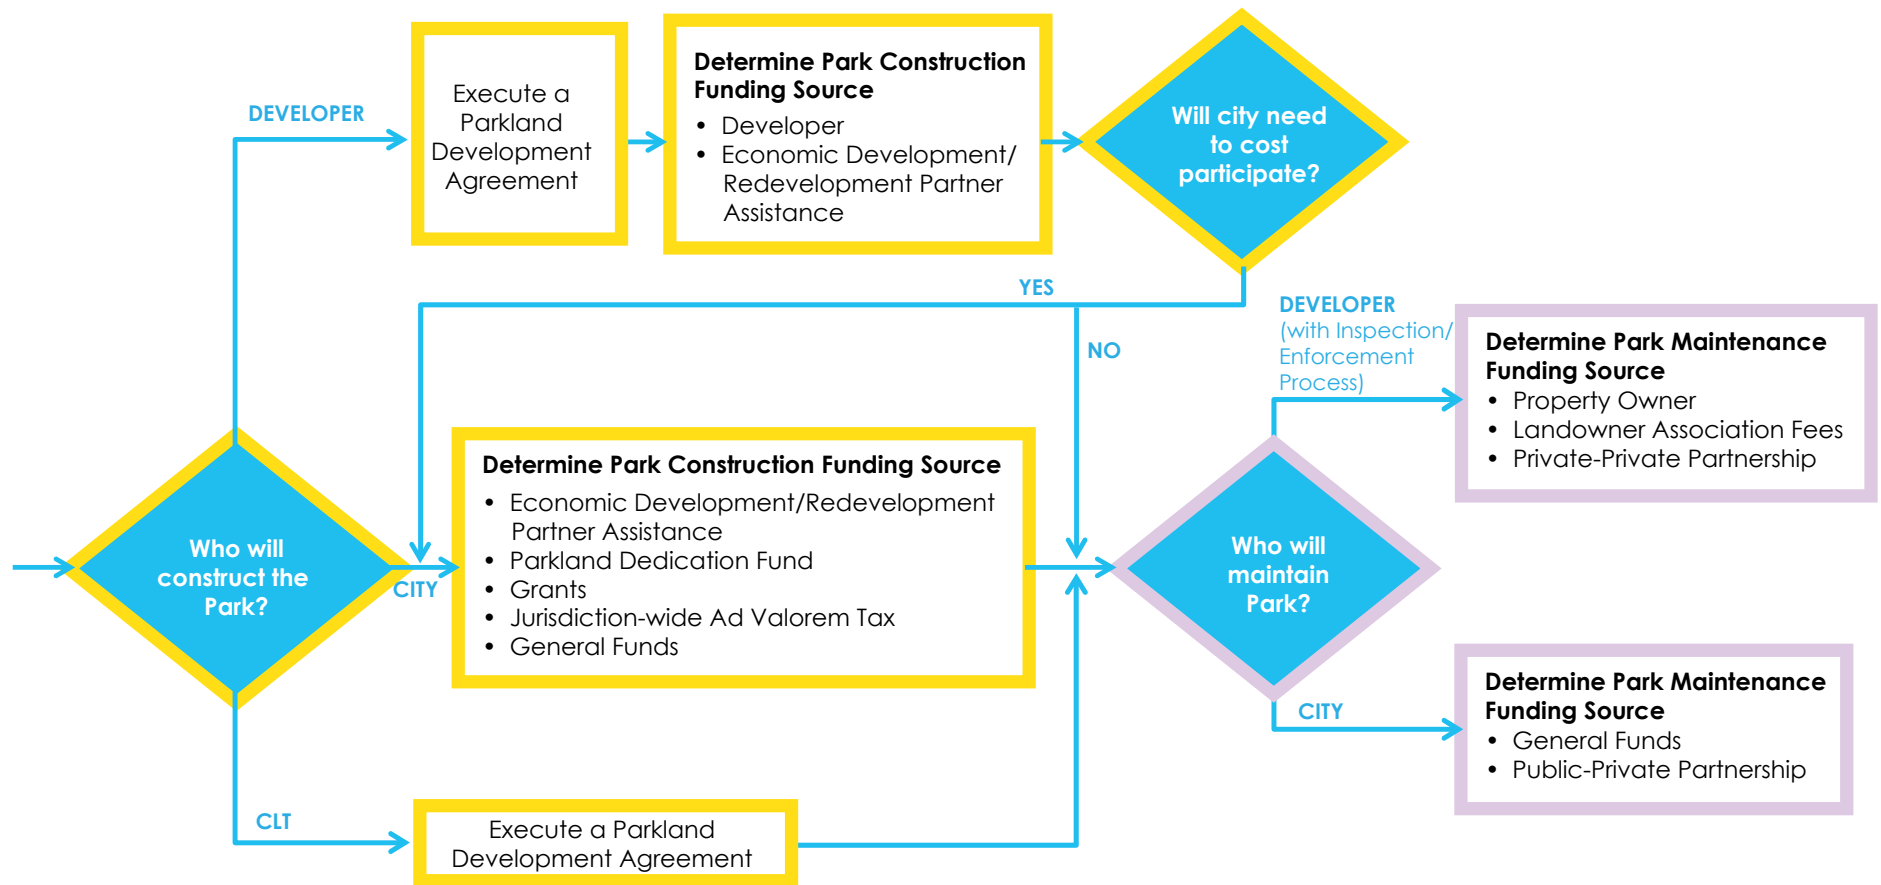 DEVELOPER
Execute a
Parkland
Development
Agreement
Determine Park Construction
Funding Source
• Developer
• Economic Development/
Redevelopment Partner
Assistance
Will city need
to cost
participate?
YES
NO
DEVELOPER
(with Inspection/
Enforcement
Process)
Determine Park Maintenance
Funding Source
• Property Owner
• Landowner Association Fees
• Private-Private Partnership
Who will
construct the
Park?
CITY
Determine Park Construction Funding Source
• Economic Development/Redevelopment
Partner Assistance
• Parkland Dedication Fund
• Grants
• Jurisdiction-wide Ad Valorem Tax
• General Funds
Who will
maintain
Park?
CITY
Determine Park Maintenance
Funding Source
• General Funds
• Public-Private Partnership
CLT
Execute a Parkland
Development Agreement